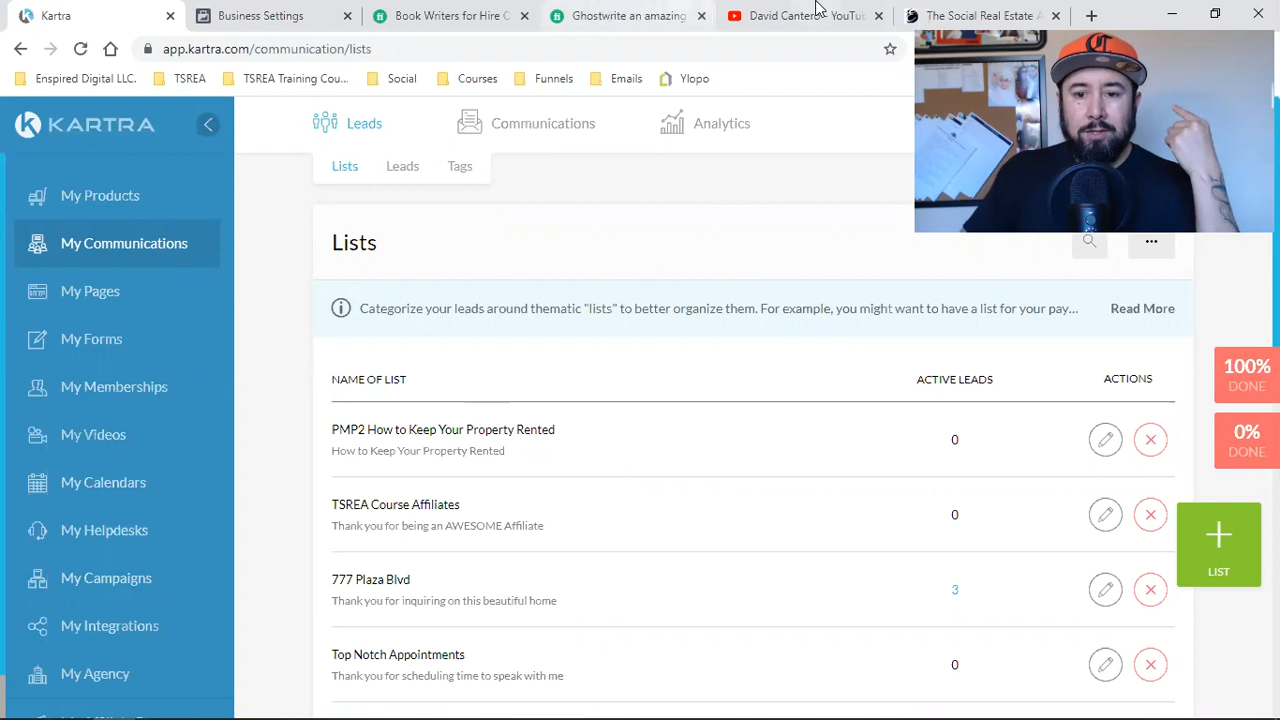 Kartra
Business Settings
Book Writers for Hire C
Ghostwrite an amazing
David Cantero - YouTu
The Social Real Estate A
app.kartra.com/communication/lists
Enspired Digital LLC.
TSREA
TSREA Training Cou...
Social
Courses
Funnels
Emails
Ylopo
KARTRA
Leads
Communications
Analytics
Lists
Leads
Tags
My Products
My Communications
My Pages
My Forms
My Memberships
My Videos
My Calendars
My Helpdesks
My Campaigns
My Integrations
My Agency
Lists
Categorize your leads around thematic "lists" to better organize them. For example, you might want to have a list for your pay...
Read More
NAME OF LIST
ACTIVE LEADS
ACTIONS
PMP2 How to Keep Your Property Rented
How to Keep Your Property Rented
0
TSREA Course Affiliates
Thank you for being an AWESOME Affiliate
0
777 Plaza Blvd
Thank you for inquiring on this beautiful home
3
Top Notch Appointments
Thank you for scheduling time to speak with me
0
100%
DONE
0%
DONE
LIST